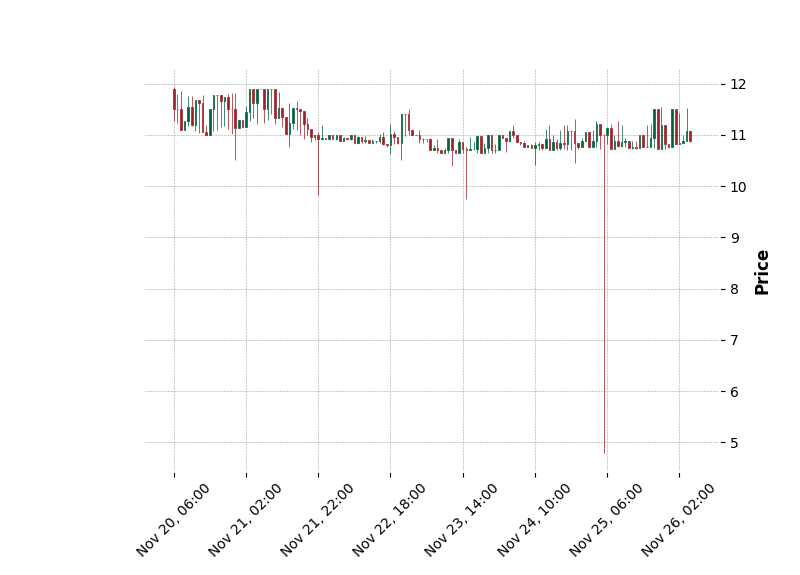 12
11
10
9
8
7
6
5
Price
Nov 20, 06:00
Nov 21, 02:00
Nov 21, 22:00
Nov 22, 18:00
Nov 23, 14:00
Nov 24, 10:00
Nov 25, 06:00
Nov 26, 02:00